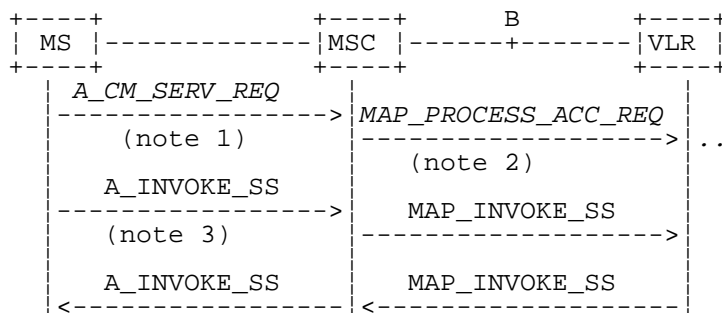 B
MS MSC VLR
A_CM_SERV_REQ
MAP_PROCESS_ACC_REQ
(note 1) ..
(note 2)
A_INVOKE_SS
MAP_INVOKE_SS
(note 3)
A_INVOKE_SS MAP_INVOKE_SS